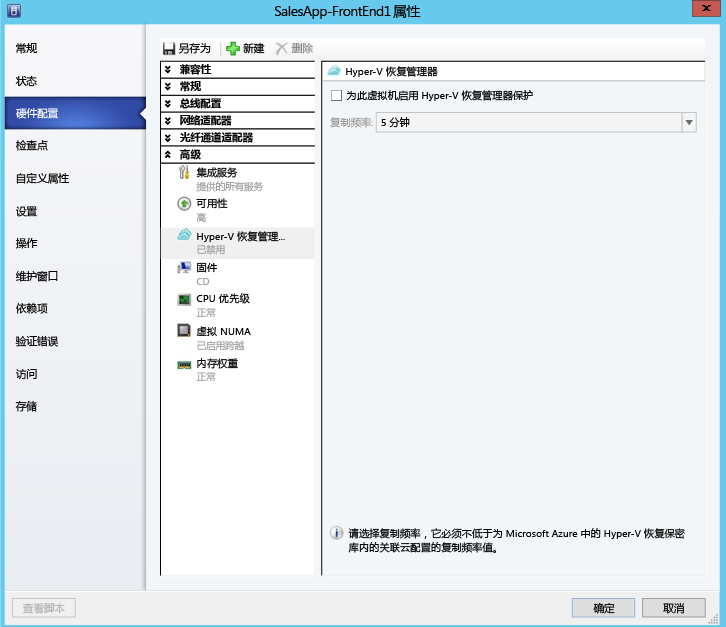 SalesApp-FrontEnd1 属性
常规
状态
硬件配置
检查点
自定义属性
设置
操作
维护窗口
依赖项
验证错误
访问
存储
另存为 新建 删除
兼容性
常规
总线配置
网络适配器
光纤通道适配器
高级
集成服务
提供的所有服务
可用性
高
Hyper-V 恢复管理...
已禁用
固件
CD
CPU 优先级
正常
虚拟 NUMA
已启用跨越
内存权重
正常
Hyper-V 恢复管理器
为此虚拟机启用 Hyper-V 恢复管理器保护
复制频率: 5 分钟
请选择复制频率，它必须不低于为 Microsoft Azure 中的 Hyper-V 恢复保密
库内的关联云配置的复制频率值。
查看脚本 确定 取消